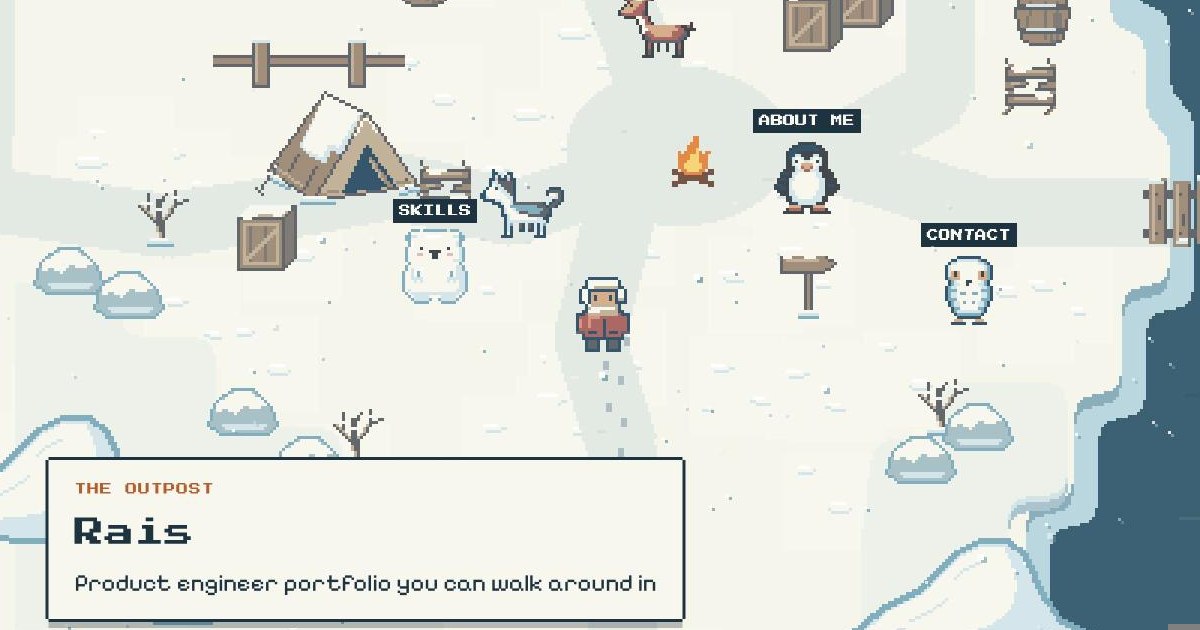 ABOUT ME
SKILLS
CONTACT
THE OUTPOST
Rais
Product engineer portfolio you can walk around in